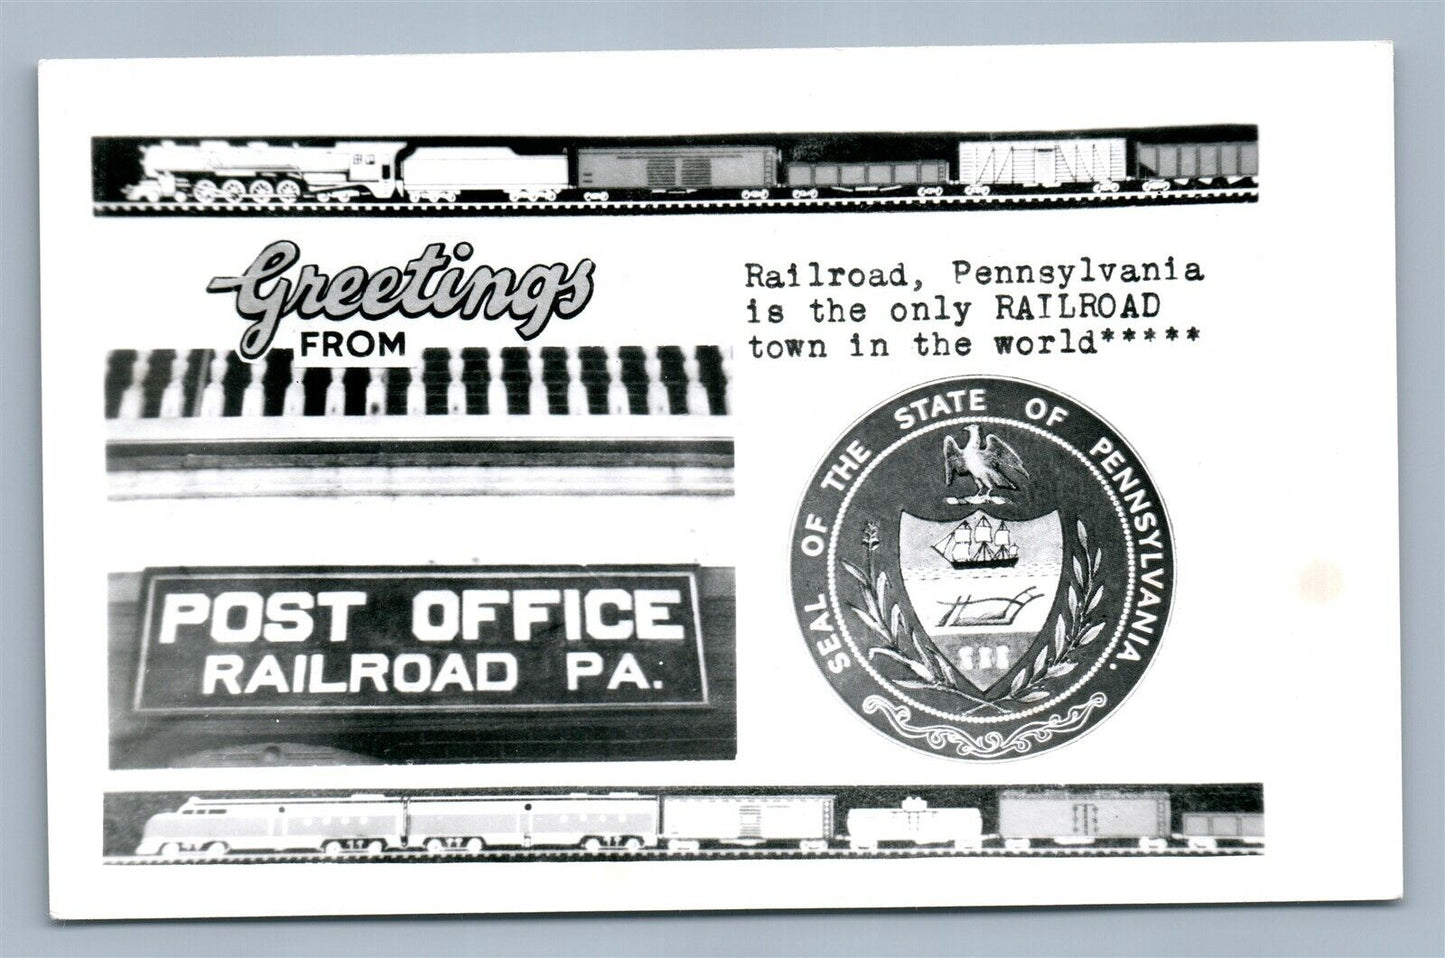 Greetings
FROM
Railroad, Pennsylvania
is the only RAILROAD
town in the world*****
POST OFFICE
RAILROAD PA.
SEAL OF THE STATE OF PENNSYLVANIA.